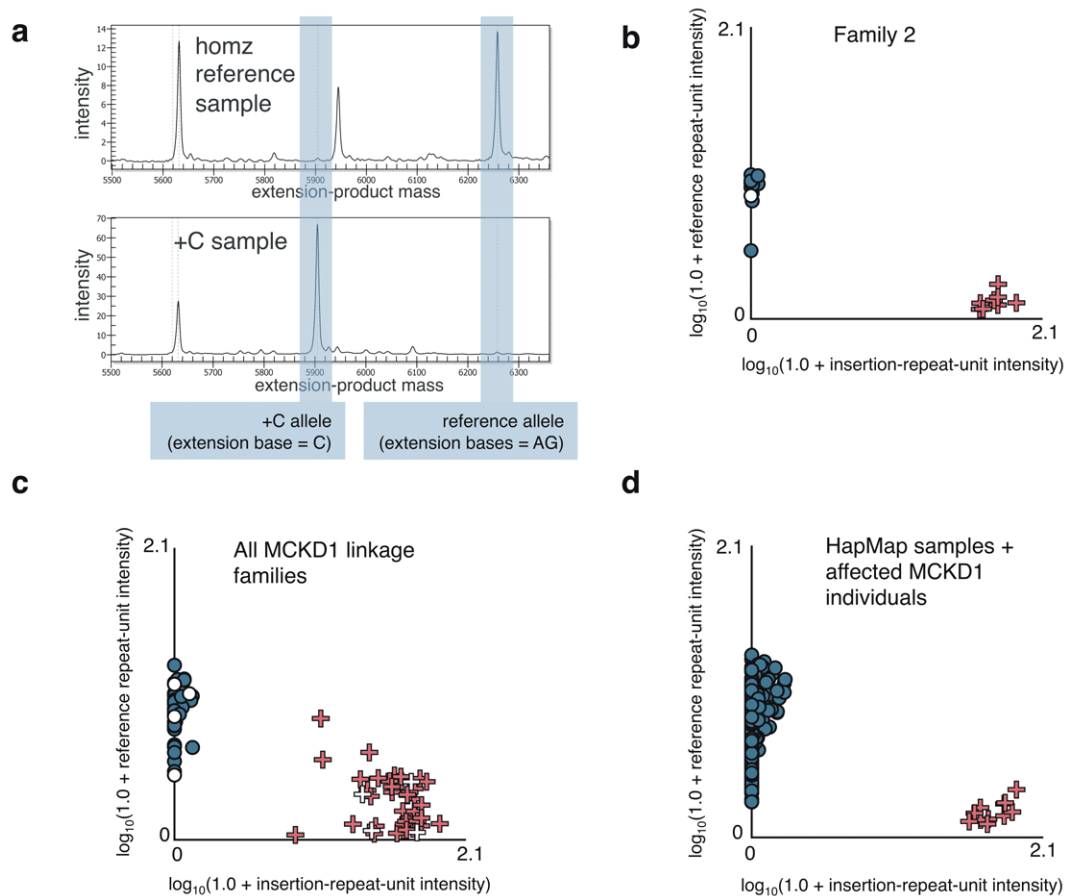 a
homz
reference
sample
intensity
14
12
10
8
6
4
2
0
5500 5600 5700 5800 5900 6000 6100 6200 6300
extension-product mass
+C sample
intensity
70
60
50
40
30
20
10
0
5500 5600 5700 5800 5900 6000 6100 6200 6300
extension-product mass
+C allele
(extension base = C)
reference allele
(extension bases = AG)
b
Family 2
2.1
log10(1.0 + reference repeat-unit intensity)
0
0
2.1
log10(1.0 + insertion-repeat-unit intensity)
c
All MCKD1 linkage
families
2.1
log10(1.0 + reference repeat-unit intensity)
0
0
2.1
log10(1.0 + insertion-repeat-unit intensity)
d
HapMap samples +
affected MCKD1
individuals
2.1
log10(1.0 + reference repeat-unit intensity)
0
0
2.1
log10(1.0 + insertion-repeat-unit intensity)